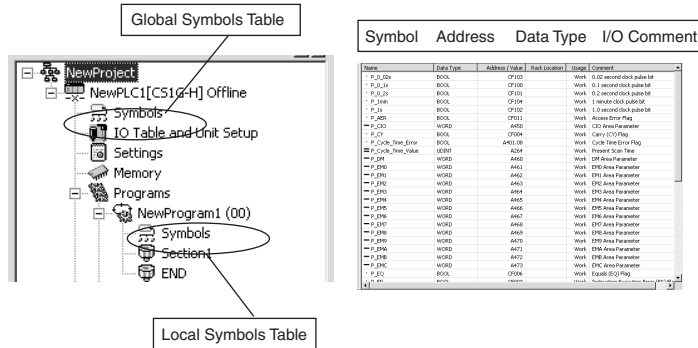 Global Symbols Table
NewProject
NewPLC1[CS1G-H] Offline
Symbols
IO Table and Unit Setup
Settings
Memory
Programs
NewProgram1 (00)
Symbols
Section1
END
Local Symbols Table
Symbol Address Data Type I/O Comment
Name Data Type Address / Value Rack Location Usage Comment
P_0_02s BOOL CF103 Work 0.02 second clock pulse bit
P_0_1s BOOL CF100 Work 0.1 second clock pulse bit
P_0_2s BOOL CF101 Work 0.2 second clock pulse bit
P_1min BOOL CF104 Work 1 minute clock pulse bit
P_1s BOOL CF102 Work 1.0 second clock pulse bit
P_AER BOOL CF011 Work Access Error Flag
P_CIO WORD A450 Work CIO Area Parameter
P_CY BOOL CF004 Work Carry (CY) Flag
P_Cycle_Time_Error BOOL A401.08 Work Cycle Time Error Flag
P_Cycle_Time_Value UDINT A264 Work Present Scan Time
P_DM WORD A460 Work DM Area Parameter
P_EM0 WORD A461 Work EM0 Area Parameter
P_EM1 WORD A462 Work EM1 Area Parameter
P_EM2 WORD A463 Work EM2 Area Parameter
P_EM3 WORD A464 Work EM3 Area Parameter
P_EM4 WORD A465 Work EM4 Area Parameter
P_EM5 WORD A466 Work EM5 Area Parameter
P_EM6 WORD A467 Work EM6 Area Parameter
P_EM7 WORD A468 Work EM7 Area Parameter
P_EM8 WORD A469 Work EM8 Area Parameter
P_EM9 WORD A470 Work EM9 Area Parameter
P_EMA WORD A471 Work EMA Area Parameter
P_EMB WORD A472 Work EMB Area Parameter
P_EMC WORD A473 Work EMC Area Parameter
P_EQ BOOL CF006 Work Equals (EQ) Flag